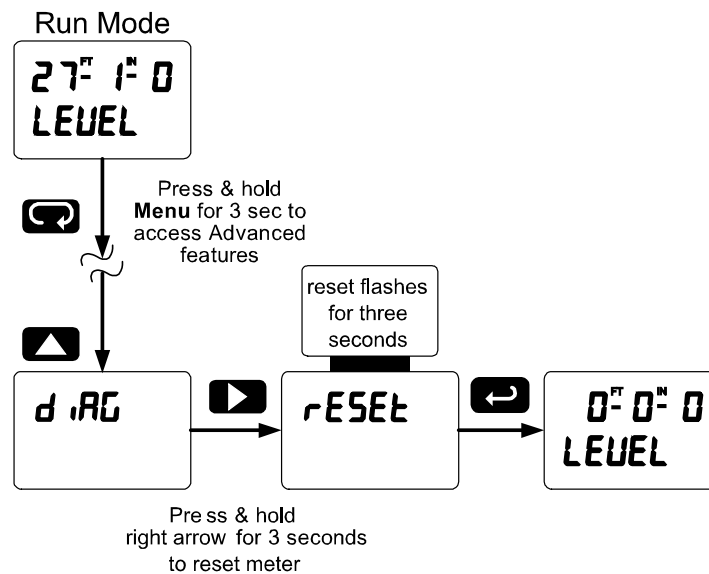 Run Mode
27FT 1IN 0
LEVEL
Press & hold
Menu for 3 sec to
access Advanced
features
reset flashes
for three
seconds
diAG
rESEt
0FT 0IN 0
LEVEL
Press & hold
right arrow for 3 seconds
to reset meter